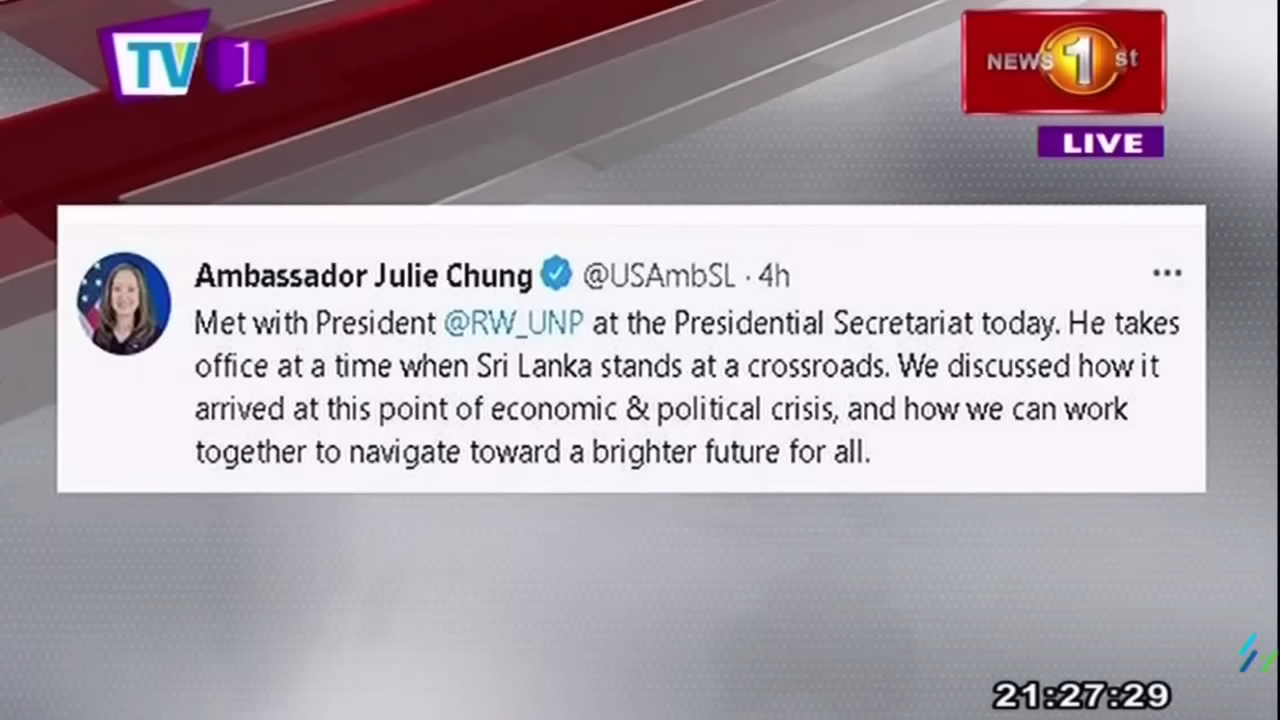 TV 1
NEWS 1st
LIVE
Ambassador Julie Chung @USAmbSL · 4h
Met with President @RW_UNP at the Presidential Secretariat today. He takes
office at a time when Sri Lanka stands at a crossroads. We discussed how it
arrived at this point of economic & political crisis, and how we can work
together to navigate toward a brighter future for all.
21:27:29